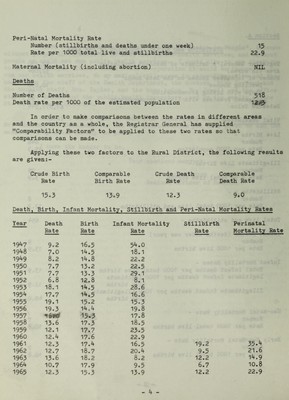 Peri-Natal Mortality Rate
Number (stillbirths and deaths under one week) 15
Rate per 1000 total live and stillbirths 22.9
Maternal Mortality (including abortion) NIL
Deaths
Number of Deaths 518
Death rate per 1000 of the estimated population
In order to make comparisons between the rates in different areas
and the country as a whole, the Registrar General has supplied
"Comparability Factors" to be applied to these two rates so that
comparisons can be made.
Applying these two factors to the Rural District, the following results
are given:-
Crude Birth Comparable Crude Death Comparable
Rate Birth Rate Rate Death Rate
15.3 13.9 12.3 9.0
Death, Birth, Infant Mortality, Stillbirth and Peri-Natal Mortality Rates
Year Death Birth Infant Mortality Stillbirth Perinatal
Rate Rate Rate Rate Mortality Rate
1947 9.2 16.5 54.0
1948 7.0 14.5 18.1
1949 8.2 14.8 22.2
1950 7.7 13.2 22.5
1951 7.7 13.3 29.1
1952 6.8 12.8 8.1
1953 18.1 14.5 28.6
1954 17.7 14.5 16.6
1955 19.1 15.2 15.3
1956 19.3 14.4 19.8
1957 15.3 17.8
1958 13.6 17.3 18.5
1959 12.1 17.7 23.5
1960 12.4 17.6 22.9
1961 12.3 17.4 16.5 19.2 35.4
1962 12.7 18.7 20.4 9.5 21.6
1963 13.6 18.2 8.2 12.2 14.9
1964 10.7 17.9 9.5 6.7 10.8
1965 12.3 15.3 13.9 12.2 22.9
- 4 -